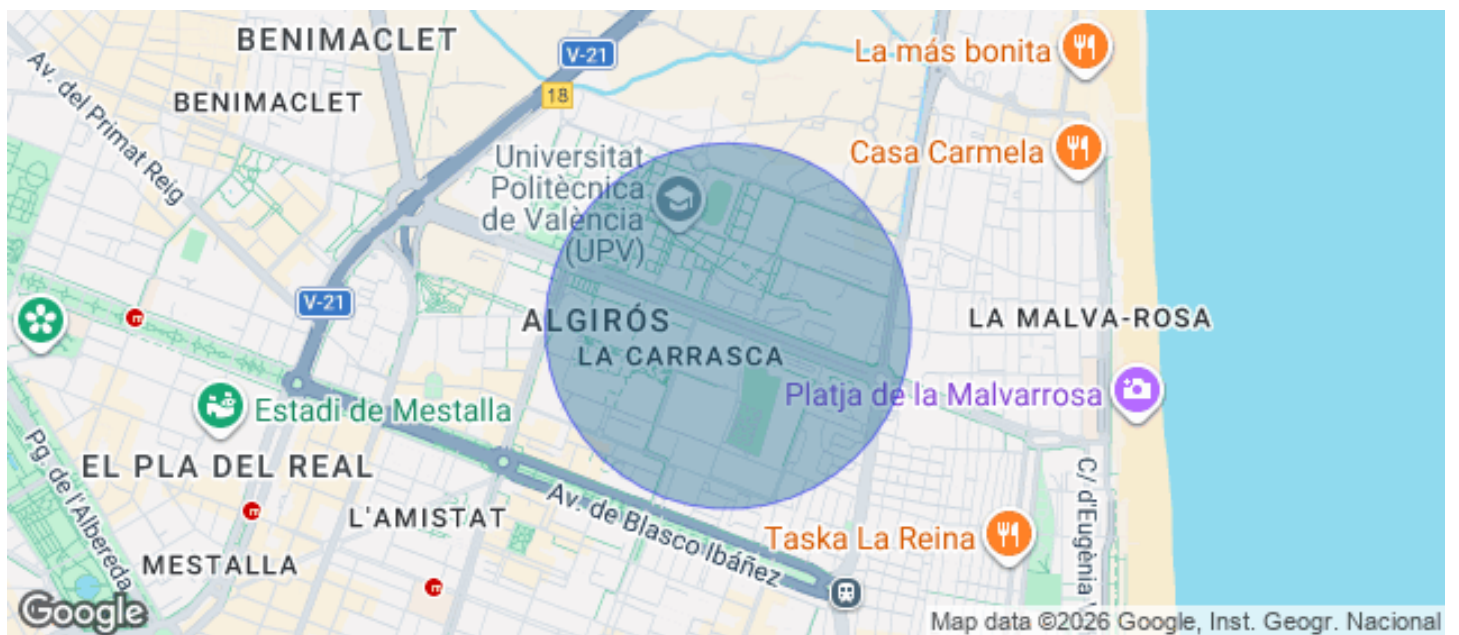 BENIMACLET
V-21
La más bonita
Av. del Primat Reig
BENIMACLET
18
Universitat
Politècnica
de València
(UPV)
Casa Carmela
V-21
ALGIRÓS
LA CARRASCA
LA MALVA-ROSA
Platja de la Malvarrosa
Estadi de Mestalla
EL PLA DEL REAL
Pg. de l'Albereda
L'AMISTAT
Av. de Blasco Ibáñez
C/ d'Eugènia
Taska La Reina
MESTALLA
Google
Map data ©2026 Google, Inst. Geogr. Nacional